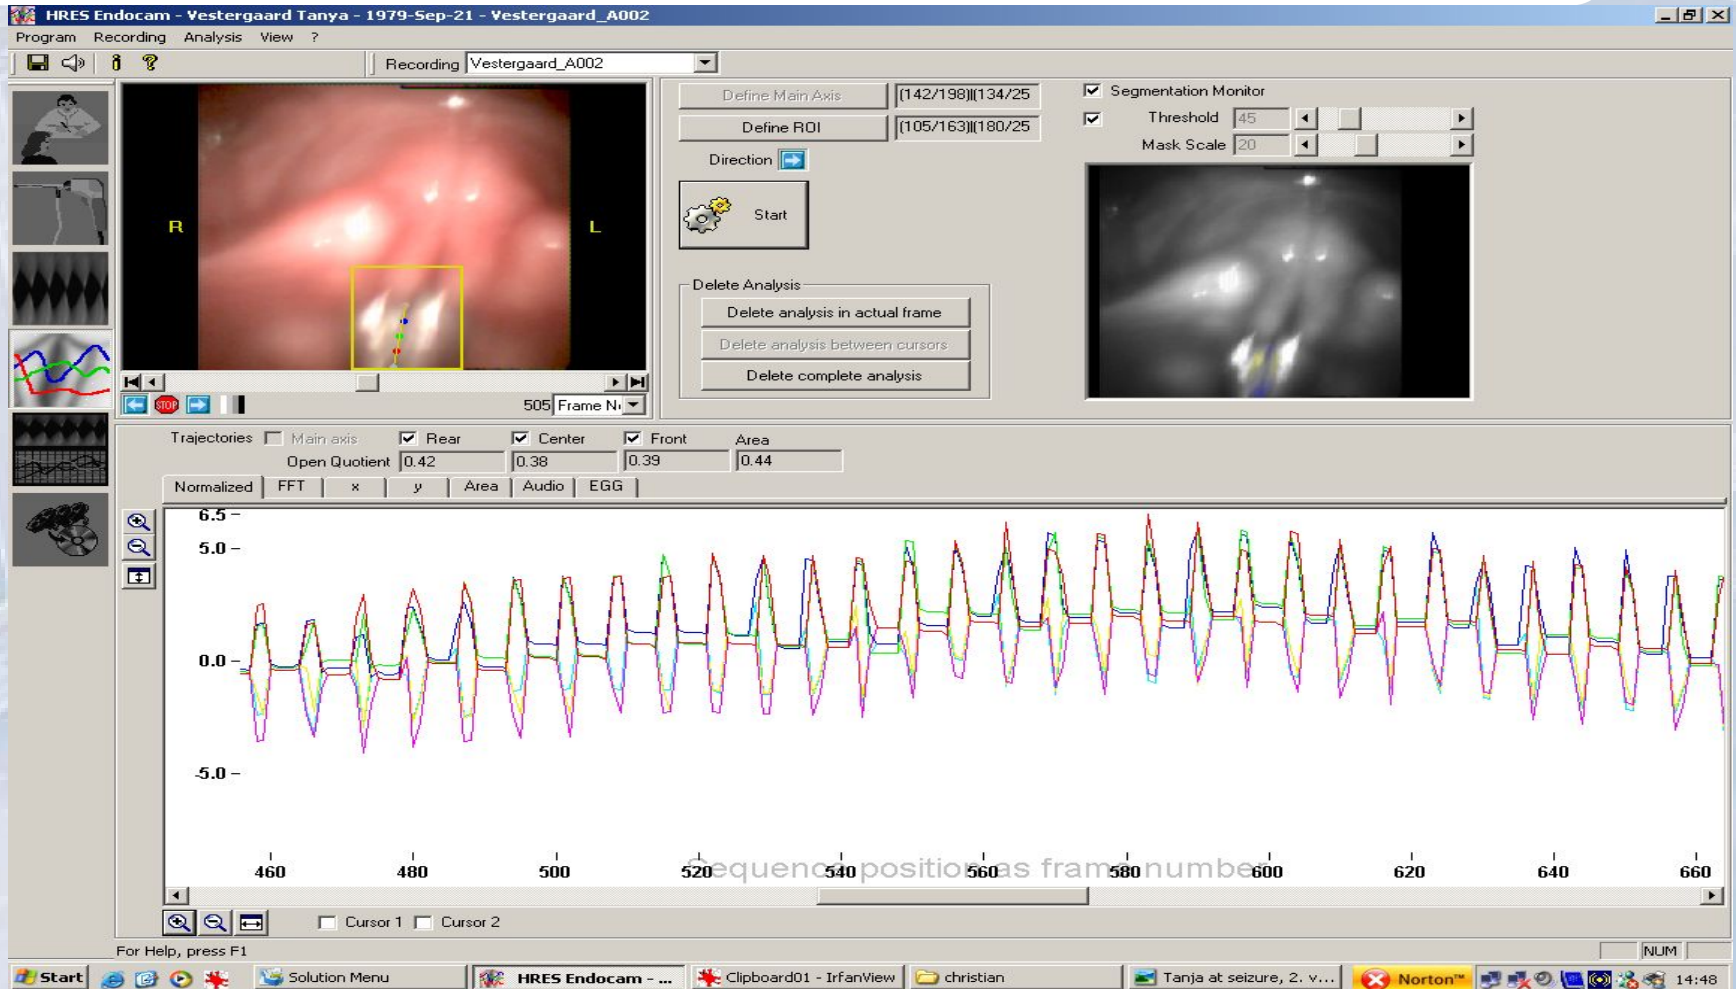 HRES Endocam - Vestergaard Tanya - 1979-Sep-21 - Vestergaard_A002
Program Recording Analysis View ?
Recording Vestergaard_A002
R
L
505 Frame N
Define Main Axis (142/198)|(134/25
Define ROI (105/163)|(180/25
Direction
Start
Delete Analysis
Delete analysis in actual frame
Delete analysis between cursors
Delete complete analysis
Segmentation Monitor
Threshold 45
Mask Scale 20
STOP
Trajectories Main axis Rear Center Front Area
Open Quotient 0.42 0.38 0.39 0.44
Normalized FFT x y Area Audio EGG
6.5
5.0
0.0
-5.0
460 480 500 520 540 560 580 600 620 640 660
Sequence position as frame number
Cursor 1 Cursor 2
For Help, press F1
NUM
Start Solution Menu HRES Endocam - ... Clipboard01 - IrfanView christian Tanja at seizure, 2. v... Norton™ 14:48